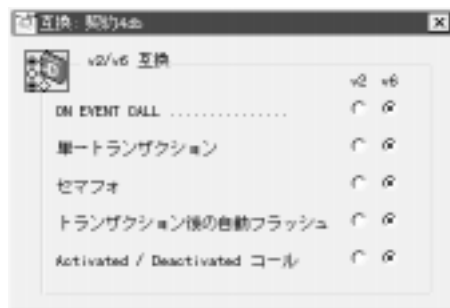 互換: 契約4db
v2/v6 互換
v2 v6
ON EVENT CALL ................
単一トランザクション
セマフォ
トランザクション後の自動フラッシュ
Activated / Deactivated コール